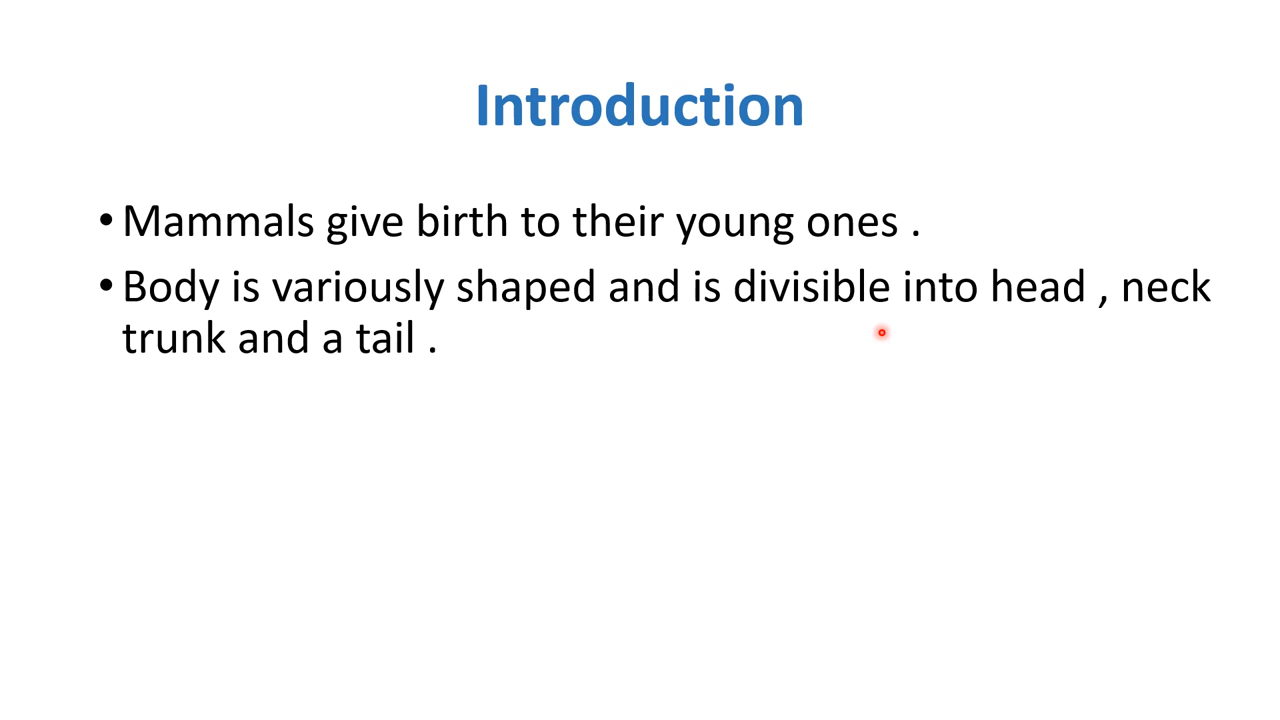 Introduction
• Mammals give birth to their young ones .
• Body is variously shaped and is divisible into head , neck
trunk and a tail .